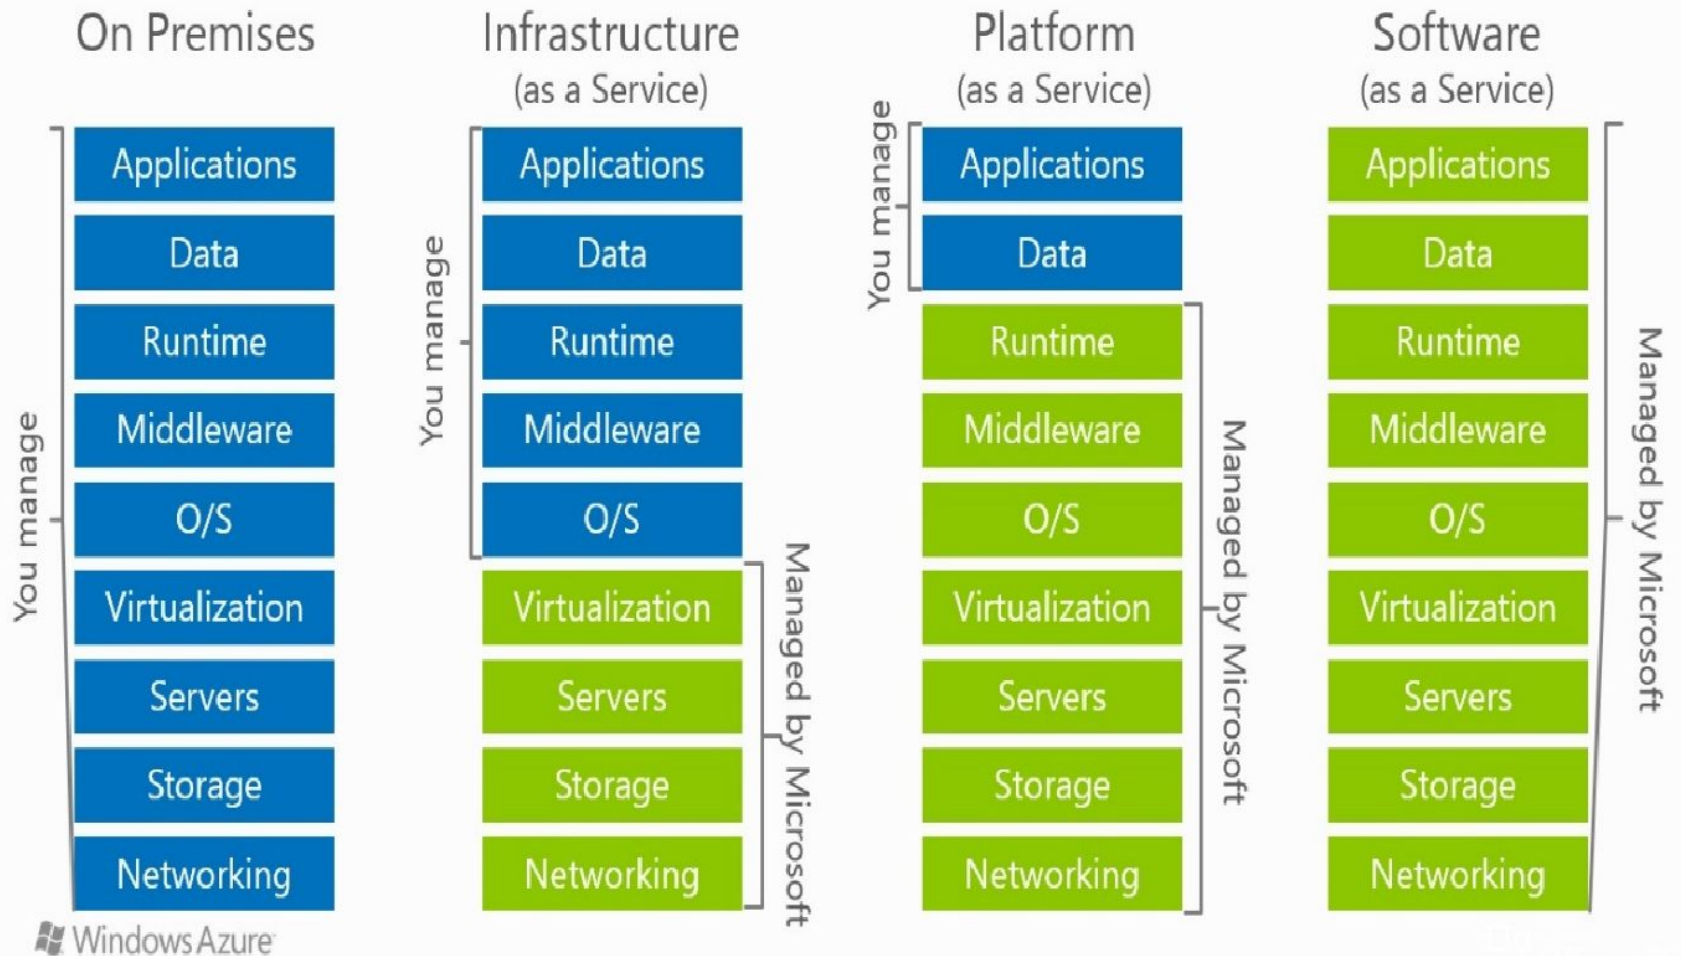 On Premises
Applications
Data
Runtime
Middleware
O/S
Virtualization
Servers
Storage
Networking
You manage
Infrastructure
(as a Service)
Applications
Data
Runtime
Middleware
O/S
Virtualization
Servers
Storage
Networking
You manage
Managed by Microsoft
Platform
(as a Service)
Applications
Data
Runtime
Middleware
O/S
Virtualization
Servers
Storage
Networking
You manage
Managed by Microsoft
Software
(as a Service)
Applications
Data
Runtime
Middleware
O/S
Virtualization
Servers
Storage
Networking
Managed by Microsoft
Windows Azure